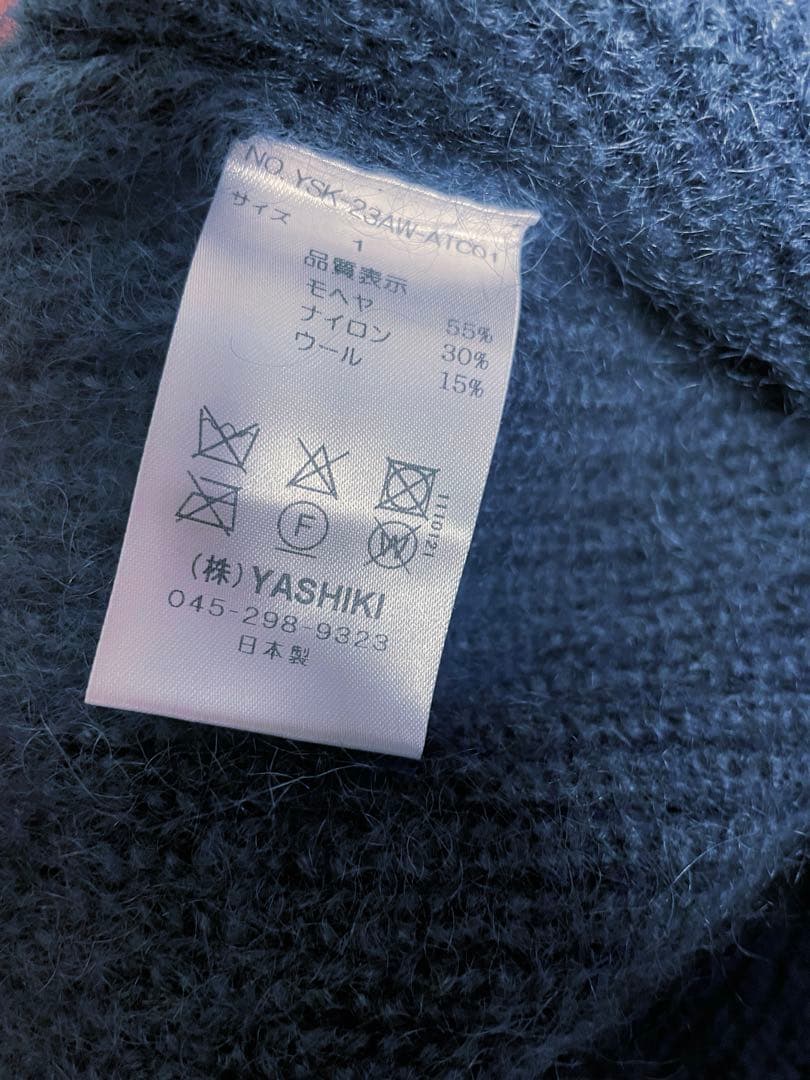 NO. YSK-23AW-ATC01
サイズ
1
品質表示
モヘヤ 55%
ナイロン 30%
ウール 15%
F
W
1110121
(株)YASHIKI
045-298-9323
日本製